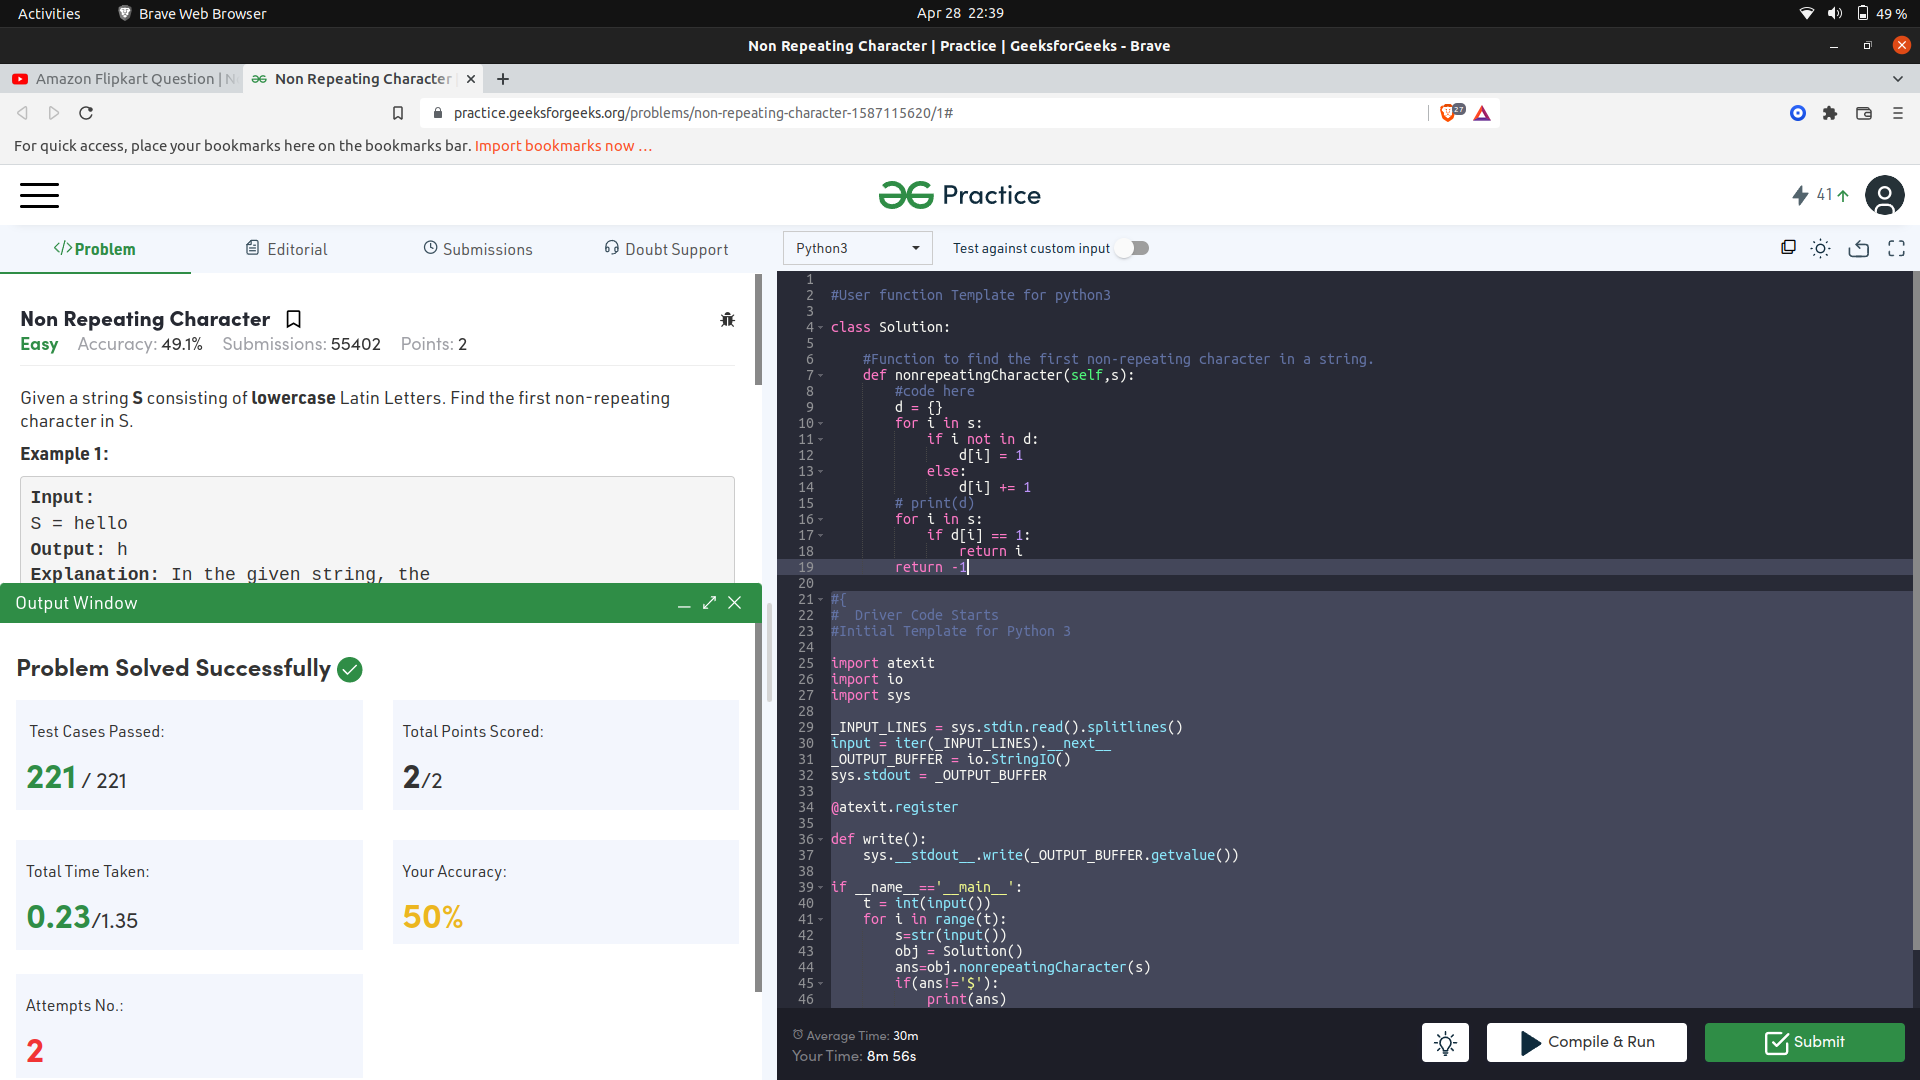 Activities
Brave Web Browser
Apr 28 22:39
49 %
Non Repeating Character | Practice | GeeksforGeeks - Brave
Amazon Flipkart Question | N
Non Repeating Character
practice.geeksforgeeks.org/problems/non-repeating-character-1587115620/1#
27
For quick access, place your bookmarks here on the bookmarks bar. Import bookmarks now …
Practice
41
Problem
Editorial
Submissions
Doubt Support
Non Repeating Character
Easy Accuracy: 49.1% Submissions: 55402 Points: 2
Given a string S consisting of lowercase Latin Letters. Find the first non-repeating
character in S.
Example 1:
Input:
S = hello
Output: h
Explanation: In the given string, the
Output Window
Problem Solved Successfully
Test Cases Passed:
221 / 221
Total Points Scored:
2/2
Total Time Taken:
0.23/1.35
Your Accuracy:
50%
Attempts No.:
2
Python3
Test against custom input
1
2 #User function Template for python3
3
4 class Solution:
5
6     #Function to find the first non-repeating character in a string.
7     def nonrepeatingCharacter(self,s):
8         #code here
9         d = {}
10         for i in s:
11             if i not in d:
12                 d[i] = 1
13             else:
14                 d[i] += 1
15         # print(d)
16         for i in s:
17             if d[i] == 1:
18                 return i
19         return -1
20
21 #{
22 #  Driver Code Starts
23 #Initial Template for Python 3
24
25 import atexit
26 import io
27 import sys
28
29 _INPUT_LINES = sys.stdin.read().splitlines()
30 input = iter(_INPUT_LINES).__next__
31 _OUTPUT_BUFFER = io.StringIO()
32 sys.stdout = _OUTPUT_BUFFER
33
34 @atexit.register
35
36 def write():
37     sys.__stdout__.write(_OUTPUT_BUFFER.getvalue())
38
39 if __name__=='__main__':
40     t = int(input())
41     for i in range(t):
42         s=str(input())
43         obj = Solution()
44         ans=obj.nonrepeatingCharacter(s)
45         if(ans!='$'):
46             print(ans)
Average Time: 30m
Your Time: 8m 56s
Compile & Run
Submit